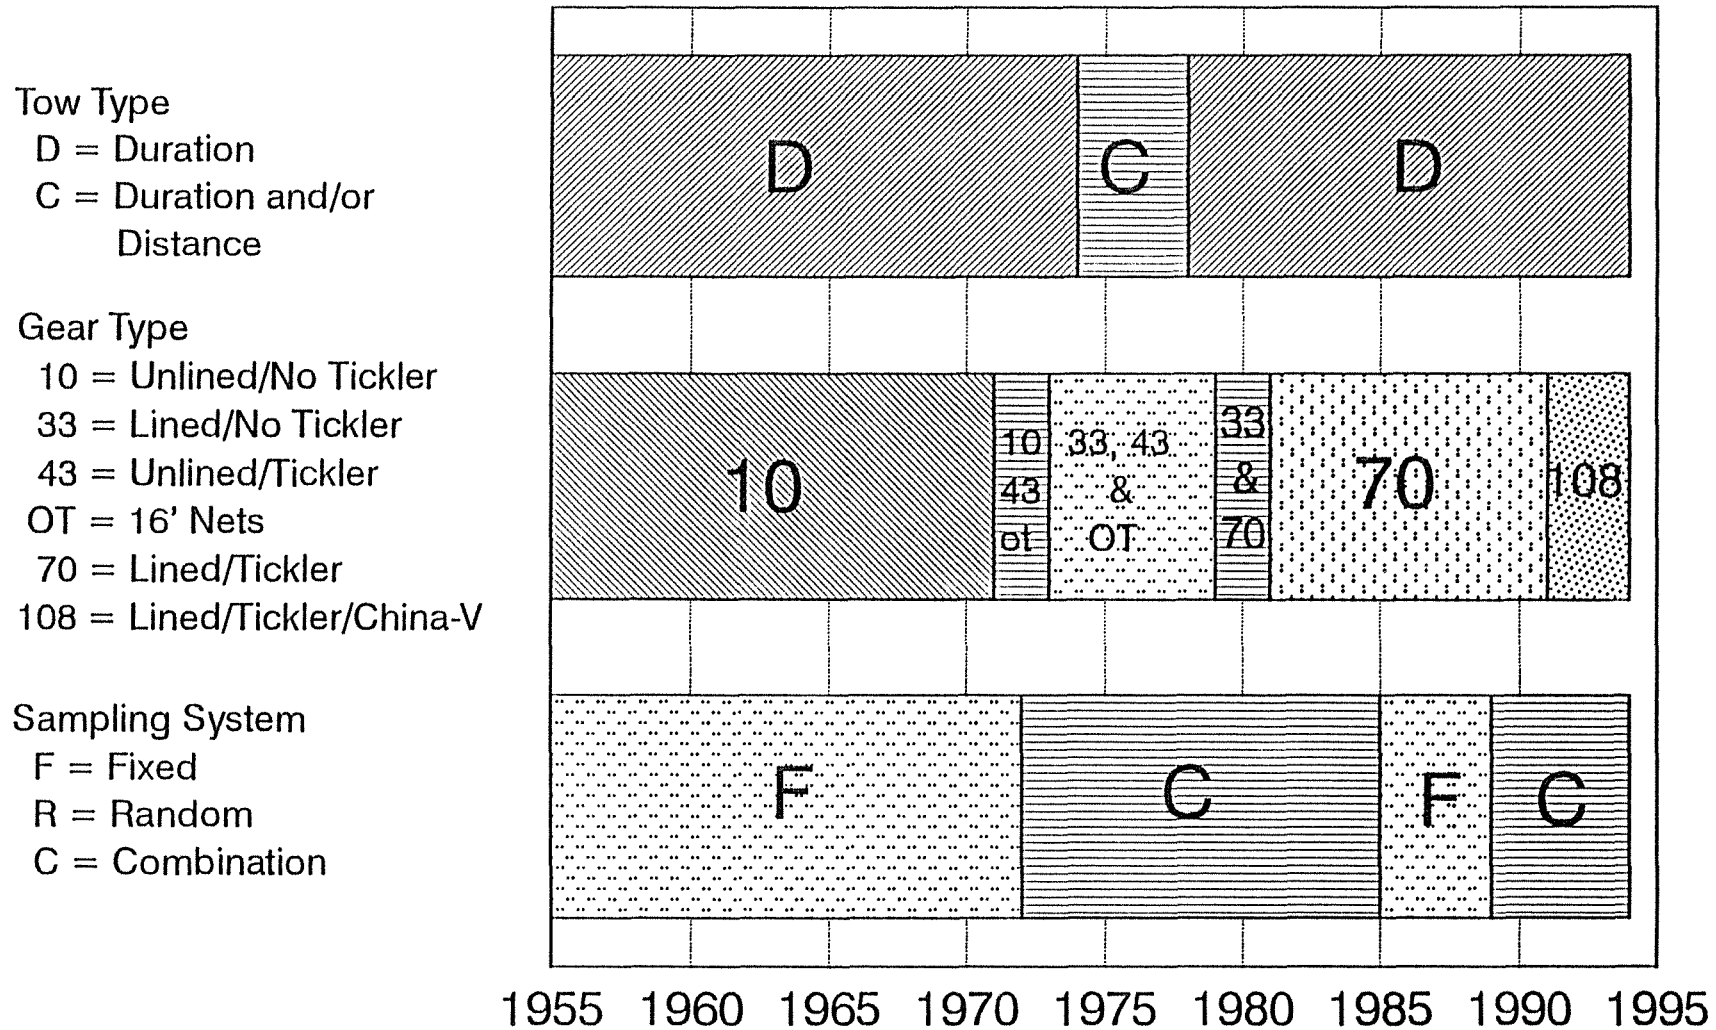 Tow Type
D = Duration
C = Duration and/or
Distance
D
C
D
Gear Type
10 = Unlined/No Tickler
33 = Lined/No Tickler
43 = Unlined/Tickler
OT = 16' Nets
70 = Lined/Tickler
108 = Lined/Tickler/China-V
10
10
43
ot
33, 43
&
OT
33
&
70
70
108
Sampling System
F = Fixed
R = Random
C = Combination
F
C
F
C
1955 1960 1965 1970 1975 1980 1985 1990 1995